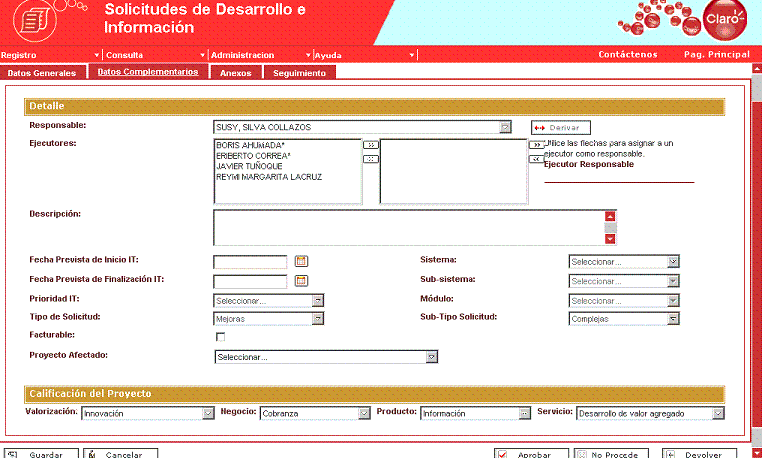 Solicitudes de Desarrollo e
Información
Claro
Registro Consulta Administracion Ayuda Contáctenos Pag. Principal
Datos Generales Datos Complementarios Anexos Seguimiento
Detalle
Responsable: SUSY, SILVA COLLAZOS Derivar
Ejecutores: BORIS AHUMADA*
ERIBERTO CORREA*
JAVIER TUÑOQUE
REYMI MARGARITA LACRUZ
>> Utilice las flechas para asignar a un
<< ejecutor como responsable.
Ejecutor Responsable
Descripción:
Fecha Prevista de Inicio IT: Sistema: Seleccionar...
Fecha Prevista de Finalización IT: Sub-sistema: Seleccionar...
Prioridad IT: Seleccionar... Módulo: Seleccionar...
Tipo de Solicitud: Mejoras Sub-Tipo Solicitud: Complejas
Facturable:
Proyecto Afectado: Seleccionar...
Calificación del Proyecto
Valorización: Innovación Negocio: Cobranza Producto: Información Servicio: Desarrollo de valor agregado
Guardar Cancelar Aprobar No Procede Devolver